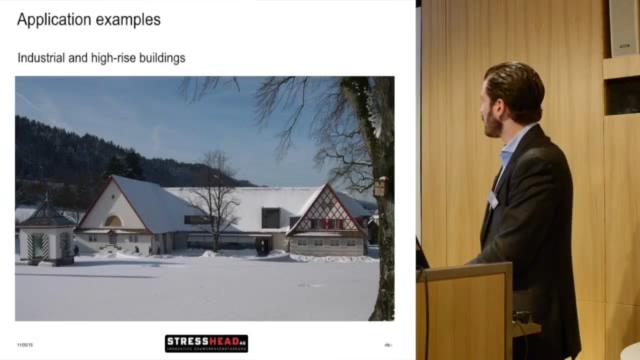 Application examples
Industrial and high-rise buildings
STRESSHEAD AG